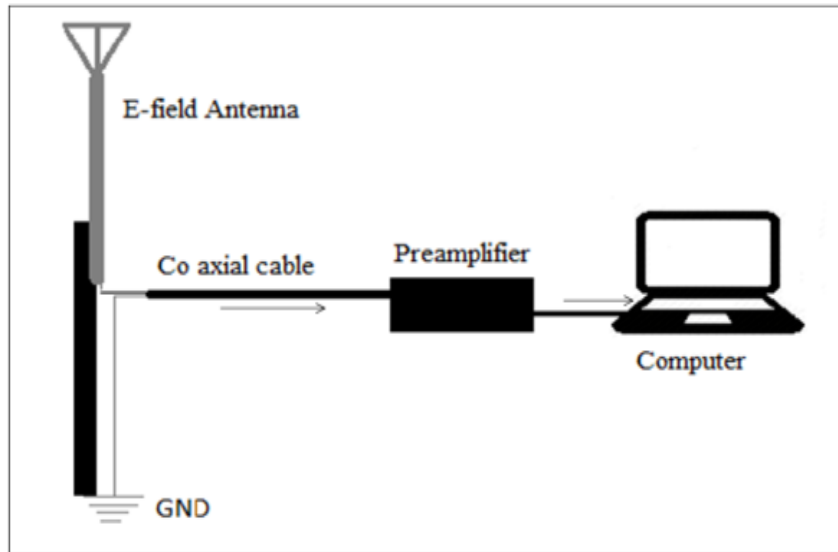 E-field Antenna
Preamplifier
Co axial cable
Computer
GND